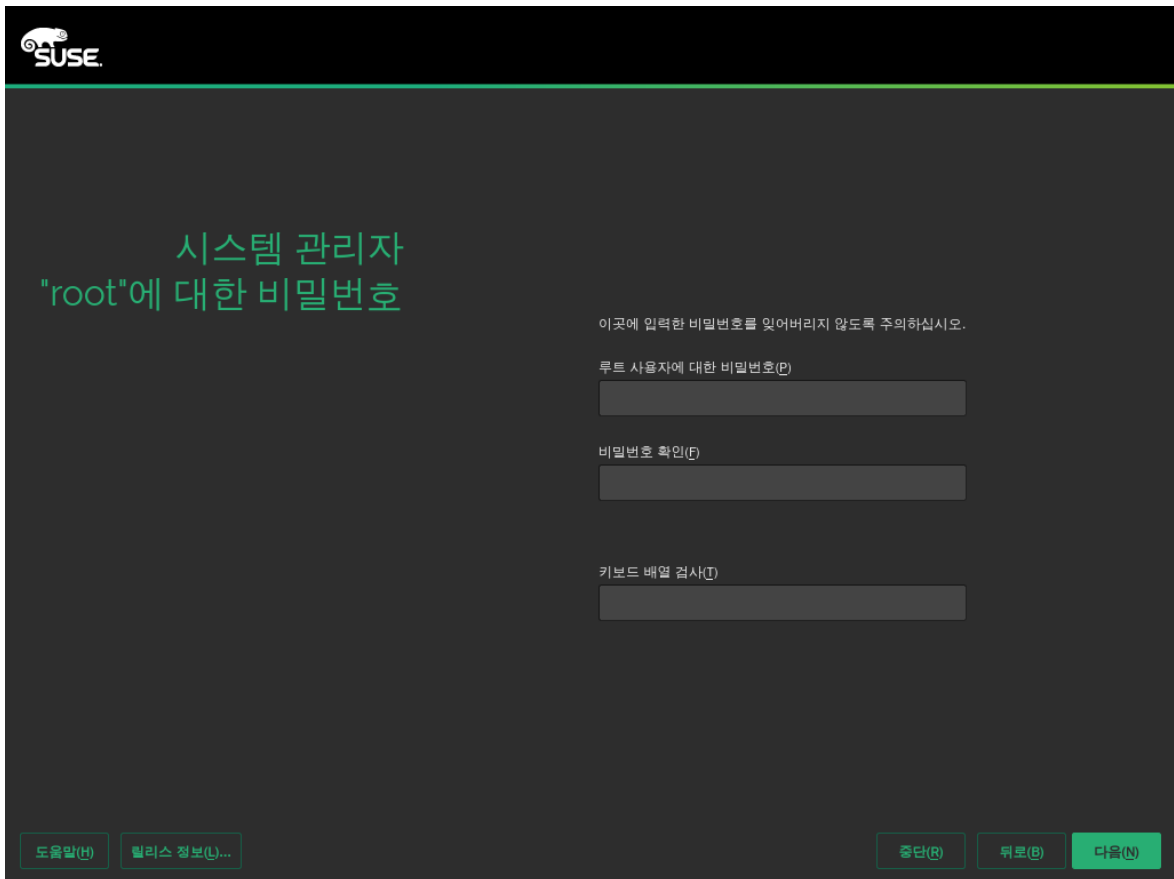 SUSE.
시스템 관리자
"root"에 대한 비밀번호
이곳에 입력한 비밀번호를 잊어버리지 않도록 주의하십시오.
루트 사용자에 대한 비밀번호(P)
비밀번호 확인(F)
키보드 배열 검사(T)
도움말(H) 릴리스 정보(L)... 중단(R) 뒤로(B) 다음(N)